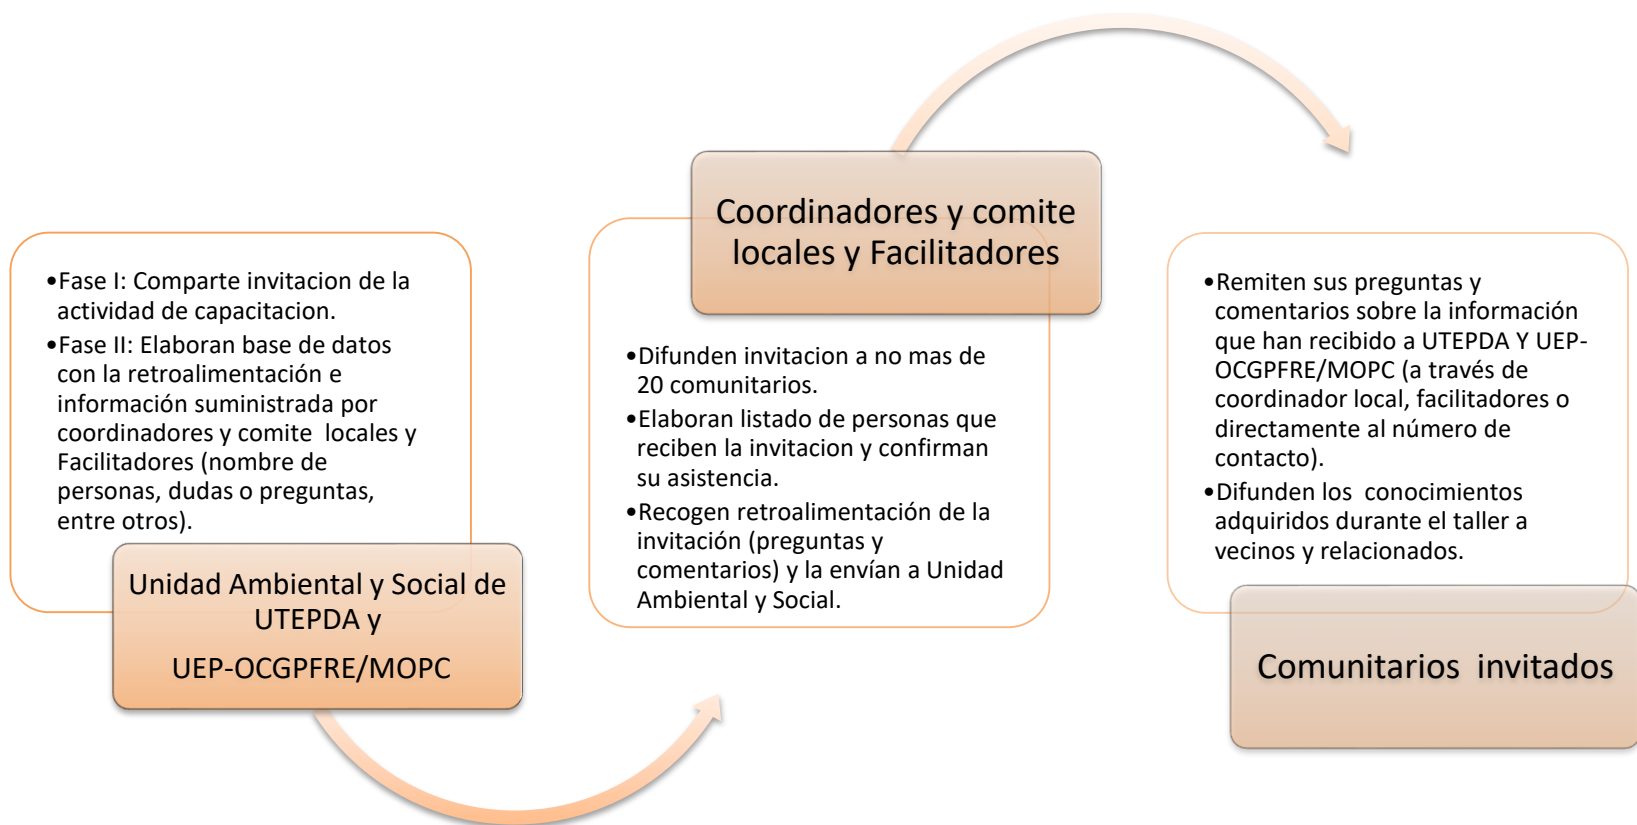 •Fase I: Comparte invitacion de la
actividad de capacitacion.
•Fase II: Elaboran base de datos
con la retroalimentación e
información suministrada por
coordinadores y comite  locales y
Facilitadores (nombre de
personas, dudas o preguntas,
entre otros).
Unidad Ambiental y Social de
UTEPDA y
UEP-OCGPFRE/MOPC
Coordinadores y comite
locales y Facilitadores
•Difunden invitacion a no mas de
20 comunitarios.
•Elaboran listado de personas que
reciben la invitacion y confirman
su asistencia.
•Recogen retroalimentación de la
invitación (preguntas y
comentarios) y la envían a Unidad
Ambiental y Social.
•Remiten sus preguntas y
comentarios sobre la información
que han recibido a UTEPDA Y UEP-
OCGPFRE/MOPC (a través de
coordinador local, facilitadores o
directamente al número de
contacto).
•Difunden los  conocimientos
adquiridos durante el taller a
vecinos y relacionados.
Comunitarios  invitados